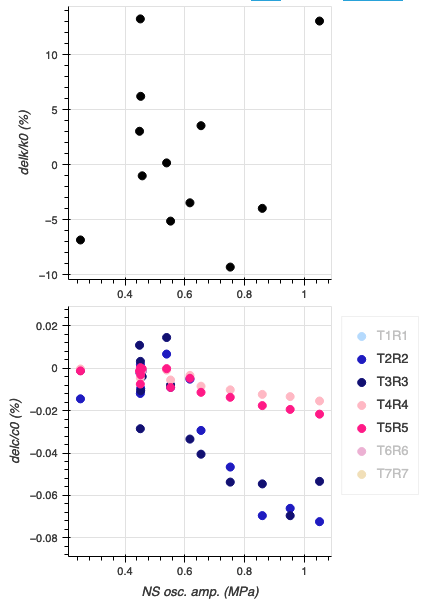 delk/k0 (%)
10
5
0
−5
−10
0.4
0.6
0.8
1
delc/c0 (%)
0.02
0
−0.02
−0.04
−0.06
−0.08
0.4
0.6
0.8
1
NS osc. amp. (MPa)
T1R1
T2R2
T3R3
T4R4
T5R5
T6R6
T7R7